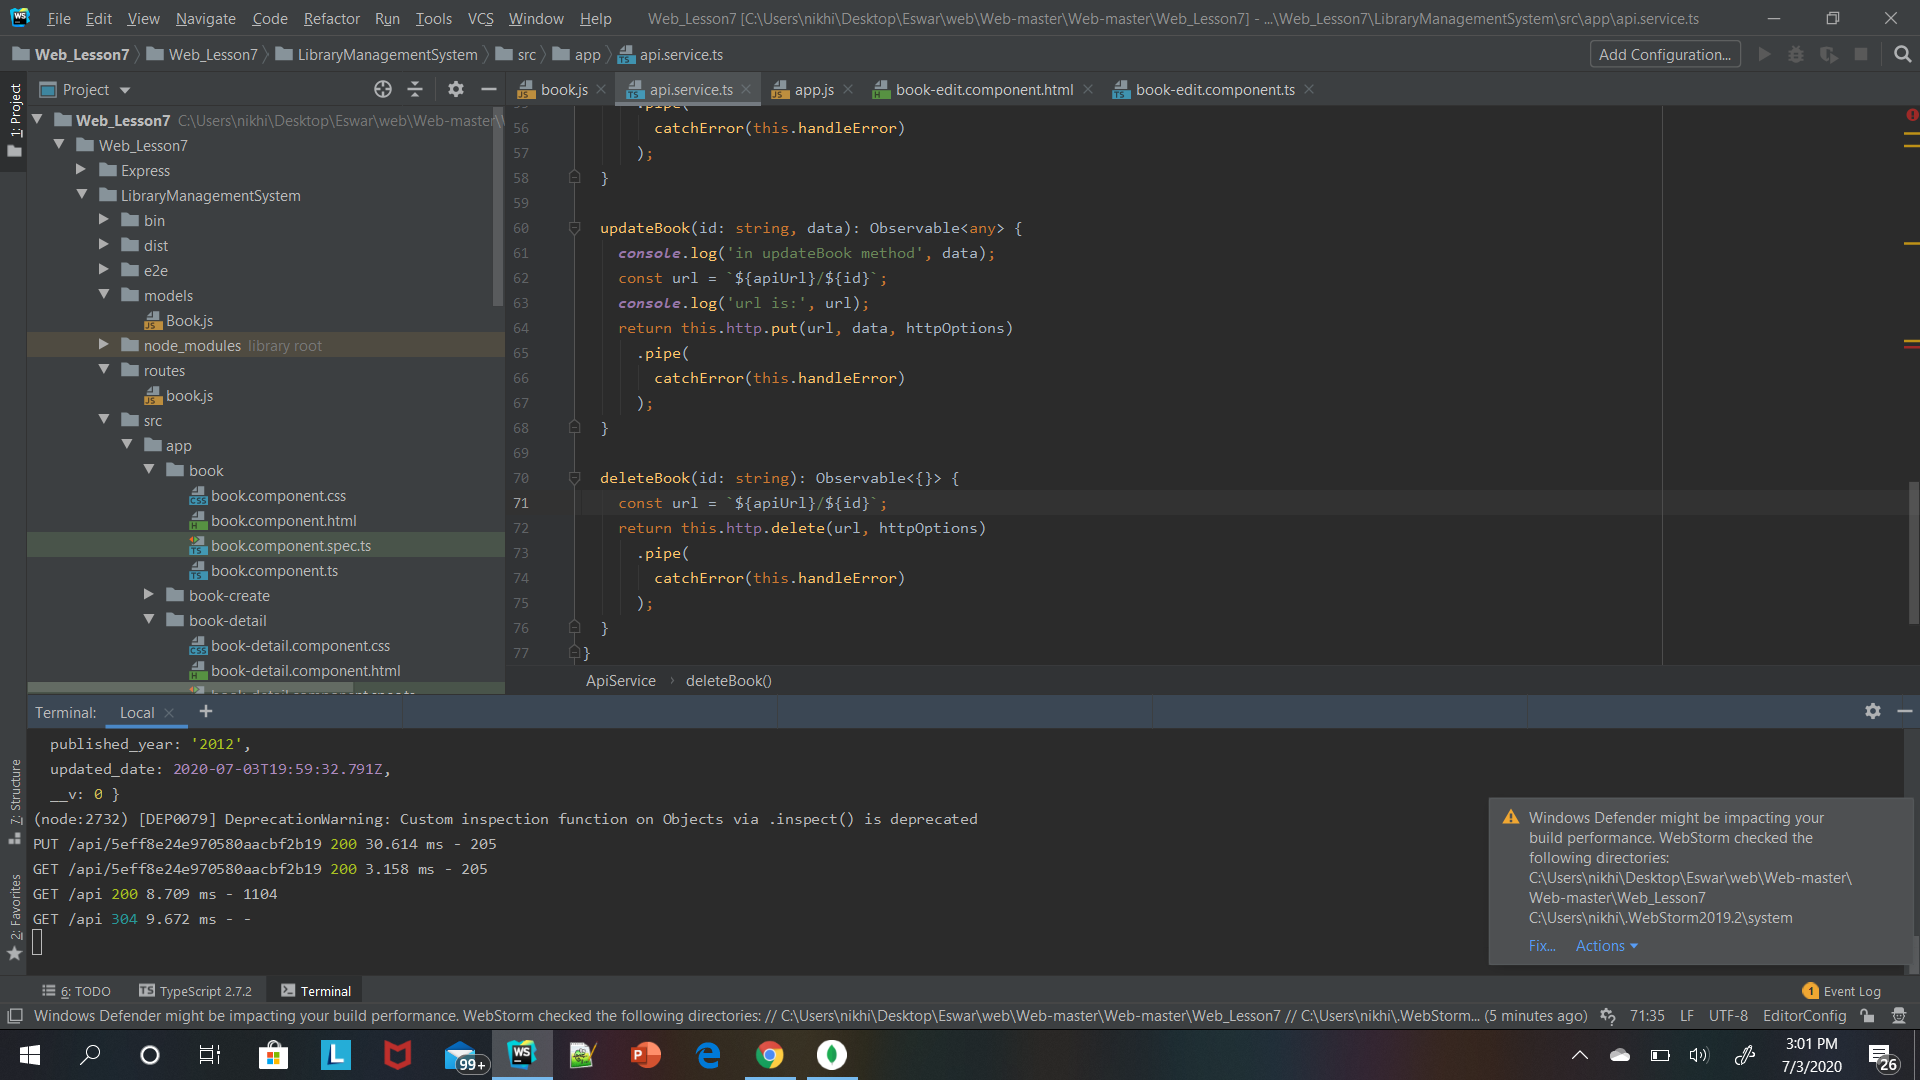 File Edit View Navigate Code Refactor Run Tools VCS Window Help Web_Lesson7 [C:\Users\nikhi\Desktop\Eswar\web\Web-master\Web-master\Web_Lesson7] - ...\Web_Lesson7\LibraryManagementSystem\src\app\api.service.ts
Web_Lesson7 Web_Lesson7 LibraryManagementSystem src app api.service.ts Add Configuration...
Project
book.js api.service.ts app.js book-edit.component.html book-edit.component.ts
1: Project
Web_Lesson7 C:\Users\nikhi\Desktop\Eswar\web\Web-master\
Web_Lesson7
Express
LibraryManagementSystem
bin
dist
e2e
models
Book.js
node_modules library root
routes
book.js
src
app
book
book.component.css
book.component.html
book.component.spec.ts
book.component.ts
book-create
book-detail
book-detail.component.css
book-detail.component.html
.pipe(
56 catchError(this.handleError)
57 );
58 }
59
60 updateBook(id: string, data): Observable<any> {
61 console.log('in updateBook method', data);
62 const url = `${apiUrl}/${id}`;
63 console.log('url is:', url);
64 return this.http.put(url, data, httpOptions)
65 .pipe(
66 catchError(this.handleError)
67 );
68 }
69
70 deleteBook(id: string): Observable<{}> {
71 const url = `${apiUrl}/${id}`;
72 return this.http.delete(url, httpOptions)
73 .pipe(
74 catchError(this.handleError)
75 );
76 }
77 }
ApiService deleteBook()
Terminal: Local
published_year: '2012',
updated_date: 2020-07-03T19:59:32.791Z,
__v: 0 }
(node:2732) [DEP0079] DeprecationWarning: Custom inspection function on Objects via .inspect() is deprecated
PUT /api/5eff8e24e970580aacbf2b19 200 30.614 ms - 205
GET /api/5eff8e24e970580aacbf2b19 200 3.158 ms - 205
GET /api 200 8.709 ms - 1104
GET /api 304 9.672 ms - -
7: Structure
2: Favorites
Windows Defender might be impacting your
build performance. WebStorm checked the
following directories:
C:\Users\nikhi\Desktop\Eswar\web\Web-master\
Web-master\Web_Lesson7
C:\Users\nikhi\.WebStorm2019.2\system
Fix... Actions
6: TODO TypeScript 2.7.2 Terminal 1 Event Log
Windows Defender might be impacting your build performance. WebStorm checked the following directories: // C:\Users\nikhi\Desktop\Eswar\web\Web-master\Web-master\Web_Lesson7 // C:\Users\nikhi\.WebStorm... (5 minutes ago) 71:35 LF UTF-8 EditorConfig
99+
3:01 PM
7/3/2020
26